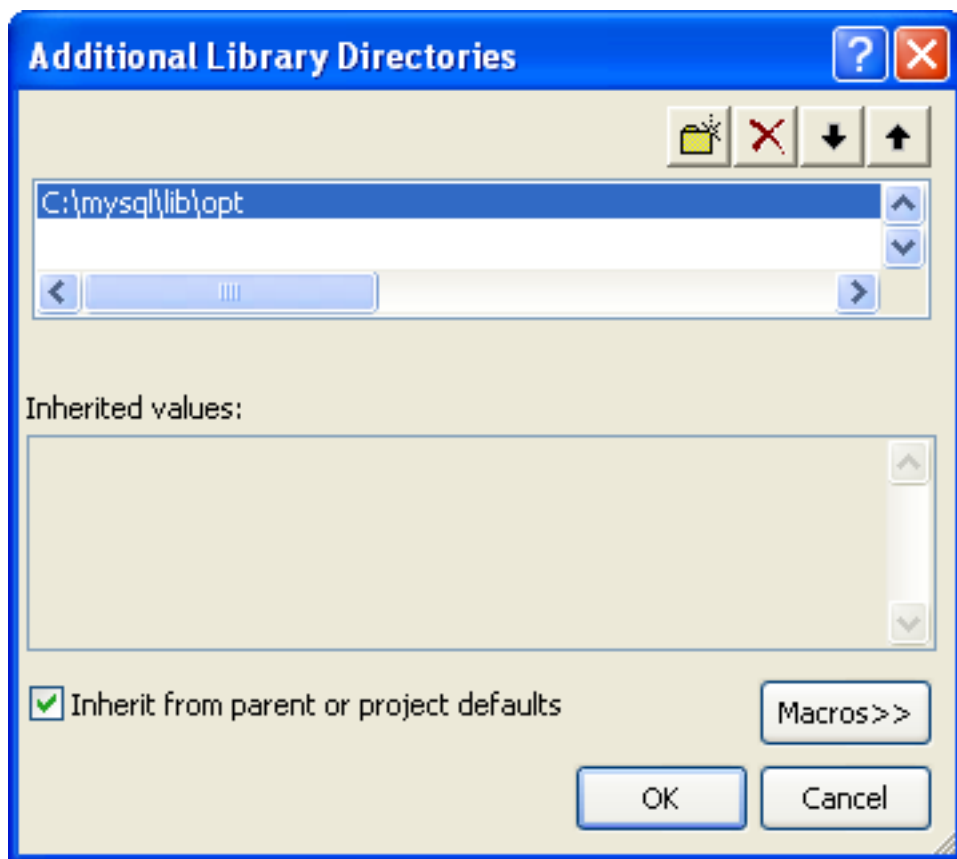 Additional Library Directories
C:\mysql\lib\opt
Inherited values:
Inherit from parent or project defaults
Macros>>
OK
Cancel